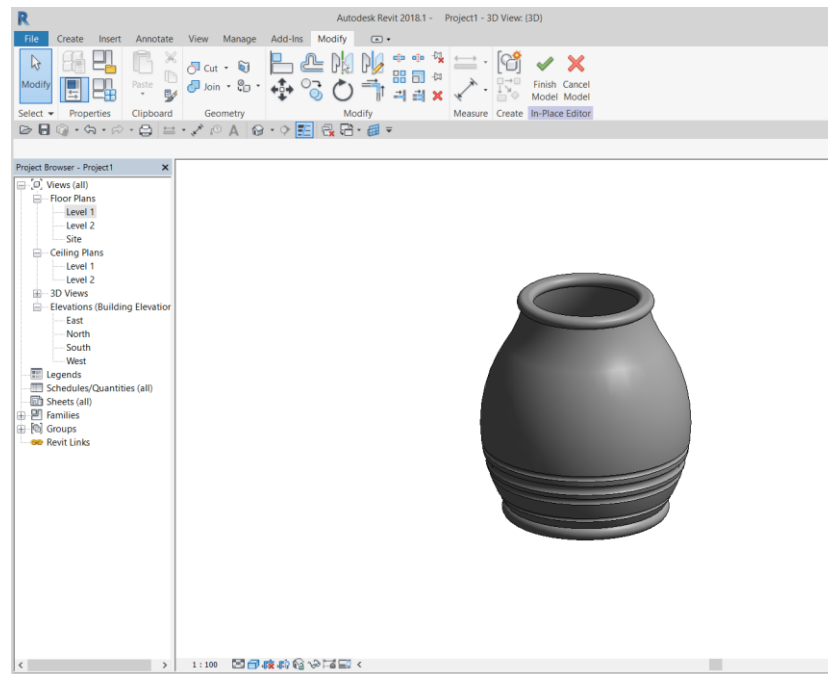 R
Autodesk Revit 2018.1 - Project1 - 3D View: {3D}
File Create Insert Annotate View Manage Add-Ins Modify
Modify Paste Cut Join Finish Model Cancel Model
Select Properties Clipboard Geometry Modify Measure Create In-Place Editor
A
Project Browser - Project1
Views (all)
Floor Plans
Level 1
Level 2
Site
Ceiling Plans
Level 1
Level 2
3D Views
Elevations (Building Elevation
East
North
South
West
Legends
Schedules/Quantities (all)
Sheets (all)
Families
Groups
Revit Links
1 : 100